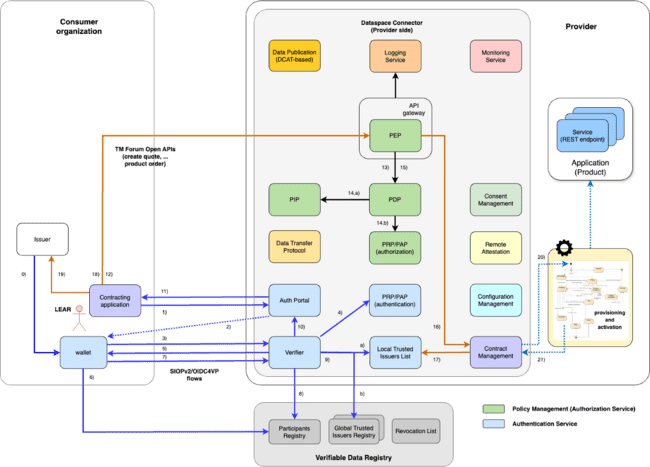 Consumer
organization
Dataspace Connector
(Provider side)
Provider
Data Publication
(DCAT-based)
Logging
Service
Monitoring
Service
API
gateway
PEP
Service
(REST endpoint)
Application
(Product)
TM Forum Open APIs
(create quote, ...
product order)
13)
15)
PIP
14.a)
PDP
Consent
Management
14.b)
Issuer
Data Transfer
Protocol
PRP/PAP
(authorization)
Remote
Attestation
0)
19)
18)
12)
20)
provisioning
and
activation
Contracting
application
11)
1)
Auth Portal
PRP/PAP
(authentication)
Configuration
Management
LEAR
2)
4)
10)
16)
wallet
3)
5)
7)
Verifier
a)
9)
Local Trusted
Issuers List
17)
Contract
Management
21)
SIOPv2/OIDC4VP
flows
6)
8)
b)
Participants
Registry
Global Trusted
Issuers Registry
Revocation List
Verifiable Data Registry
Policy Management (Authorization Service)
Authentication Service